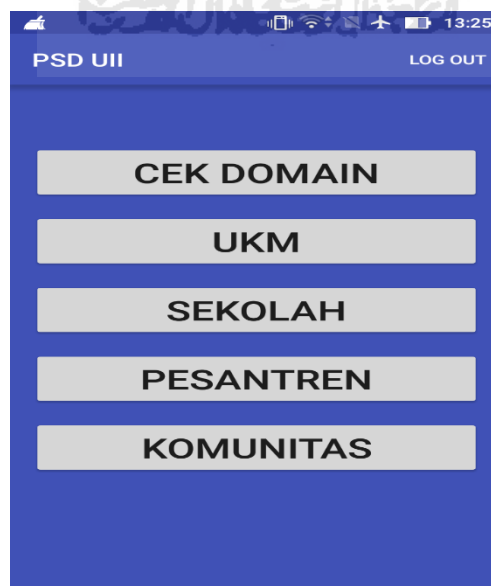 13:25
PSD UII LOG OUT
CEK DOMAIN
UKM
SEKOLAH
PESANTREN
KOMUNITAS